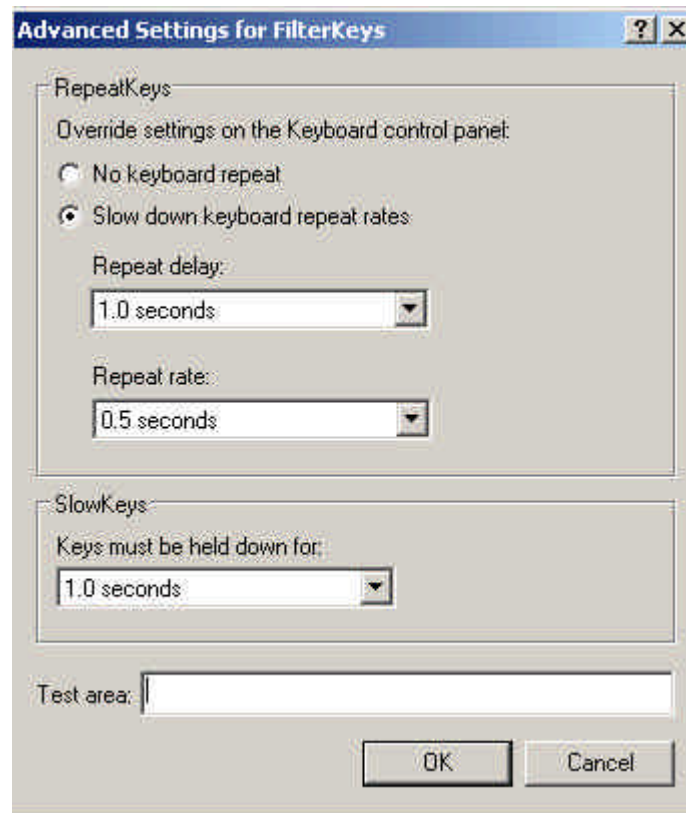 Advanced Settings for FilterKeys
RepeatKeys
Override settings on the Keyboard control panel:
No keyboard repeat
Slow down keyboard repeat rates
Repeat delay:
1.0 seconds
Repeat rate:
0.5 seconds
SlowKeys
Keys must be held down for:
1.0 seconds
Test area:
OK Cancel